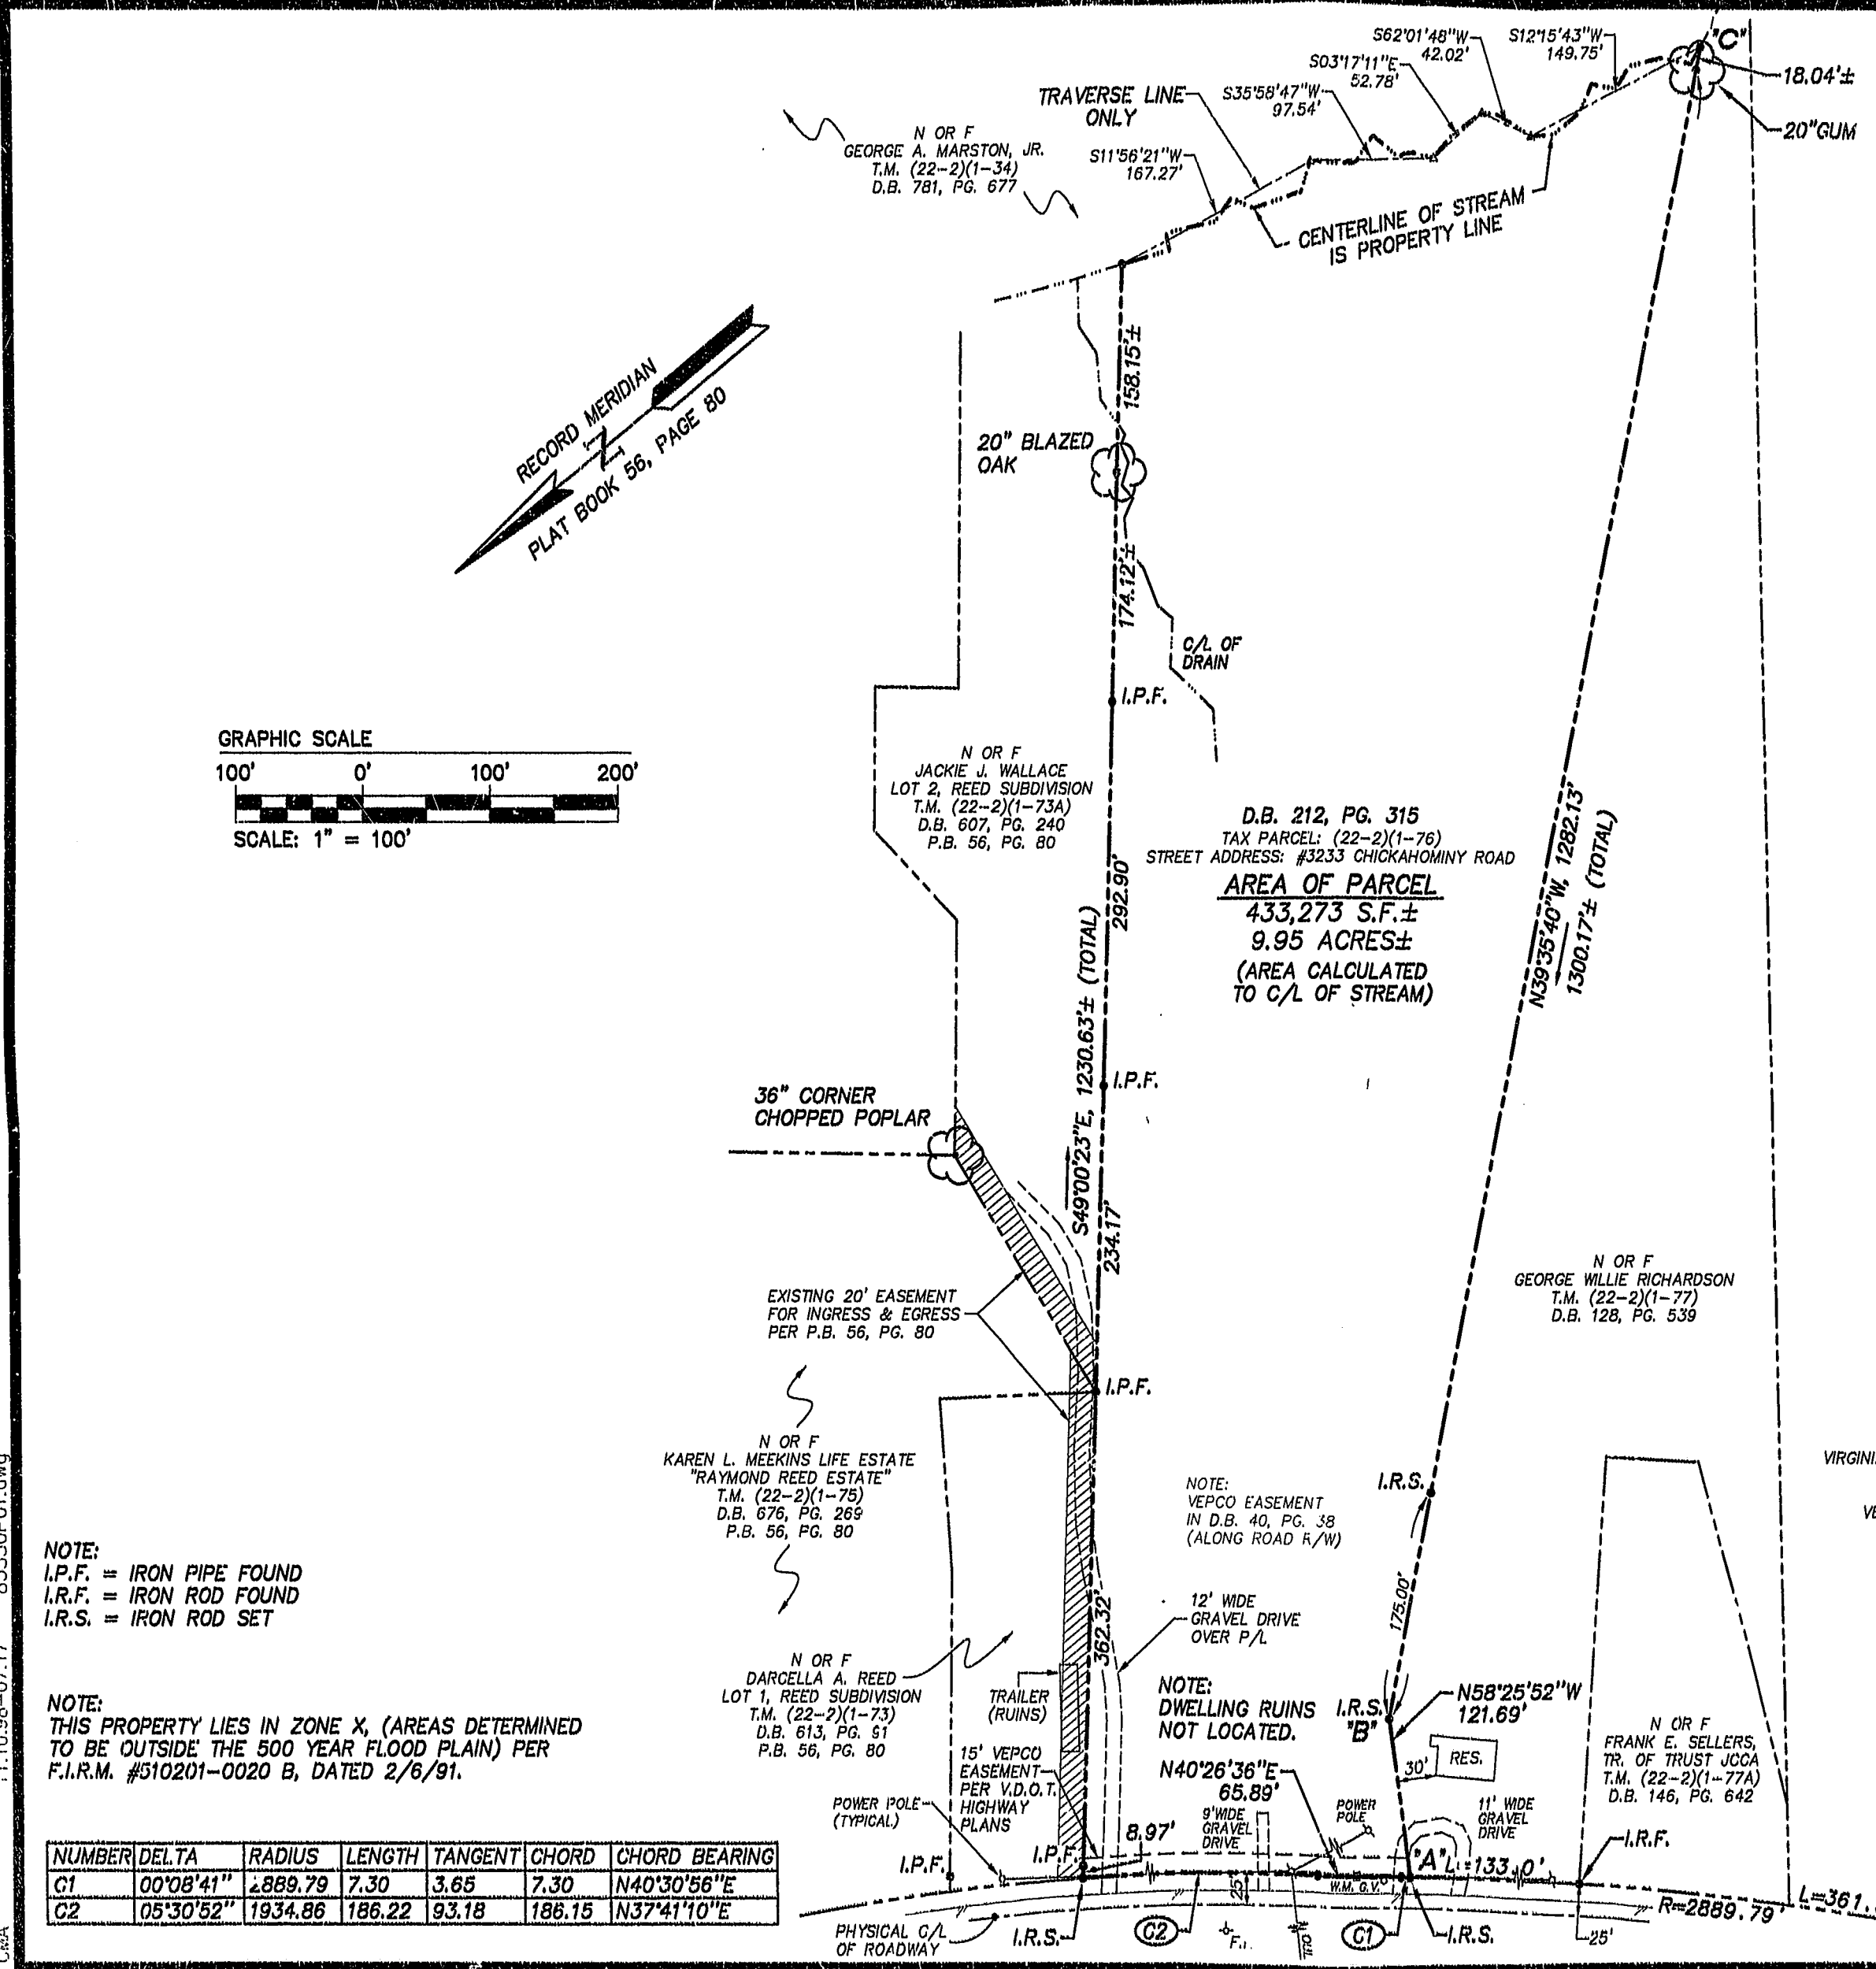 S62°01'48"W
42.02'
S12°15'43"W
149.75'
"C"
S03°17'11"E
52.78'
18.04'±
TRAVERSE LINE
ONLY
S35°58'47"W
97.54'
20"GUM
N OR F
GEORGE A. MARSTON, JR.
T.M. (22-2)(1-34)
D.B. 781, PG. 677
S11°56'21"W
167.27'
CENTERLINE OF STREAM
IS PROPERTY LINE
RECORD MERIDIAN
N
PLAT BOOK 56, PAGE 80
158.15'±
20" BLAZED
OAK
174.12'±
C/L OF
DRAIN
I.P.F.
GRAPHIC SCALE
100' 0' 100' 200'
SCALE: 1" = 100'
N OR F
JACKIE J. WALLACE
LOT 2, REED SUBDIVISION
T.M. (22-2)(1-73A)
D.B. 607, PG. 240
P.B. 56, PG. 80
D.B. 212, PG. 315
TAX PARCEL: (22-2)(1-76)
STREET ADDRESS: #3233 CHICKAHOMINY ROAD
AREA OF PARCEL
433,273 S.F.±
9.95 ACRES±
(AREA CALCULATED
TO C/L OF STREAM)
N39°35'40"W, 1282.13'
1300.17'± (TOTAL)
292.90'
S49°00'23"E, 1230.63'± (TOTAL)
I.P.F.
36" CORNER
CHOPPED POPLAR
234.17'
EXISTING 20' EASEMENT
FOR INGRESS & EGRESS
PER P.B. 56, PG. 80
I.P.F.
N OR F
GEORGE WILLIE RICHARDSON
T.M. (22-2)(1-77)
D.B. 128, PG. 539
N OR F
KAREN L. MEEKINS LIFE ESTATE
"RAYMOND REED ESTATE"
T.M. (22-2)(1-75)
D.B. 676, PG. 269
P.B. 56, PG. 80
NOTE:
VEPCO EASEMENT
IN D.B. 40, PG. 38
(ALONG ROAD R/W)
I.R.S.
175.00'
NOTE:
I.P.F. = IRON PIPE FOUND
I.R.F. = IRON ROD FOUND
I.R.S. = IRON ROD SET
362.32'
12' WIDE
GRAVEL DRIVE
OVER P/L
N OR F
DARCELLA A. REED
LOT 1, REED SUBDIVISION
T.M. (22-2)(1-73)
D.B. 613, PG. 91
P.B. 56, PG. 80
TRAILER
(RUINS)
NOTE:
DWELLING RUINS
NOT LOCATED.
I.R.S.
"B"
N58°25'52"W
121.69'
RES.
30'
N OR F
FRANK E. SELLERS,
TR. OF TRUST JCCA
T.M. (22-2)(1-77A)
D.B. 146, PG. 642
NOTE:
THIS PROPERTY LIES IN ZONE X, (AREAS DETERMINED
TO BE OUTSIDE THE 500 YEAR FLOOD PLAIN) PER
F.I.R.M. #510201-0020 B, DATED 2/6/91.
15' VEPCO
EASEMENT
PER V.D.O.T.
HIGHWAY
PLANS
N40°26'36"E
65.89'
POWER POLE
(TYPICAL)
9'WIDE
GRAVEL
DRIVE
POWER
POLE
11' WIDE
GRAVEL
DRIVE
8.97'
I.P.F.
I.P.F.
"A"
I.R.F.
W.M. G.V.
25'
NUMBER DELTA RADIUS LENGTH TANGENT CHORD CHORD BEARING
C1 00°08'41" 2889.79 7.30 3.65 7.30 N40°30'56"E
C2 05°30'52" 1934.86 186.22 93.18 186.15 N37°41'10"E
PHYSICAL C/L
OF ROADWAY
I.R.S.
C2
C1
I.R.S.
25'
R=2889.79'
L=361.